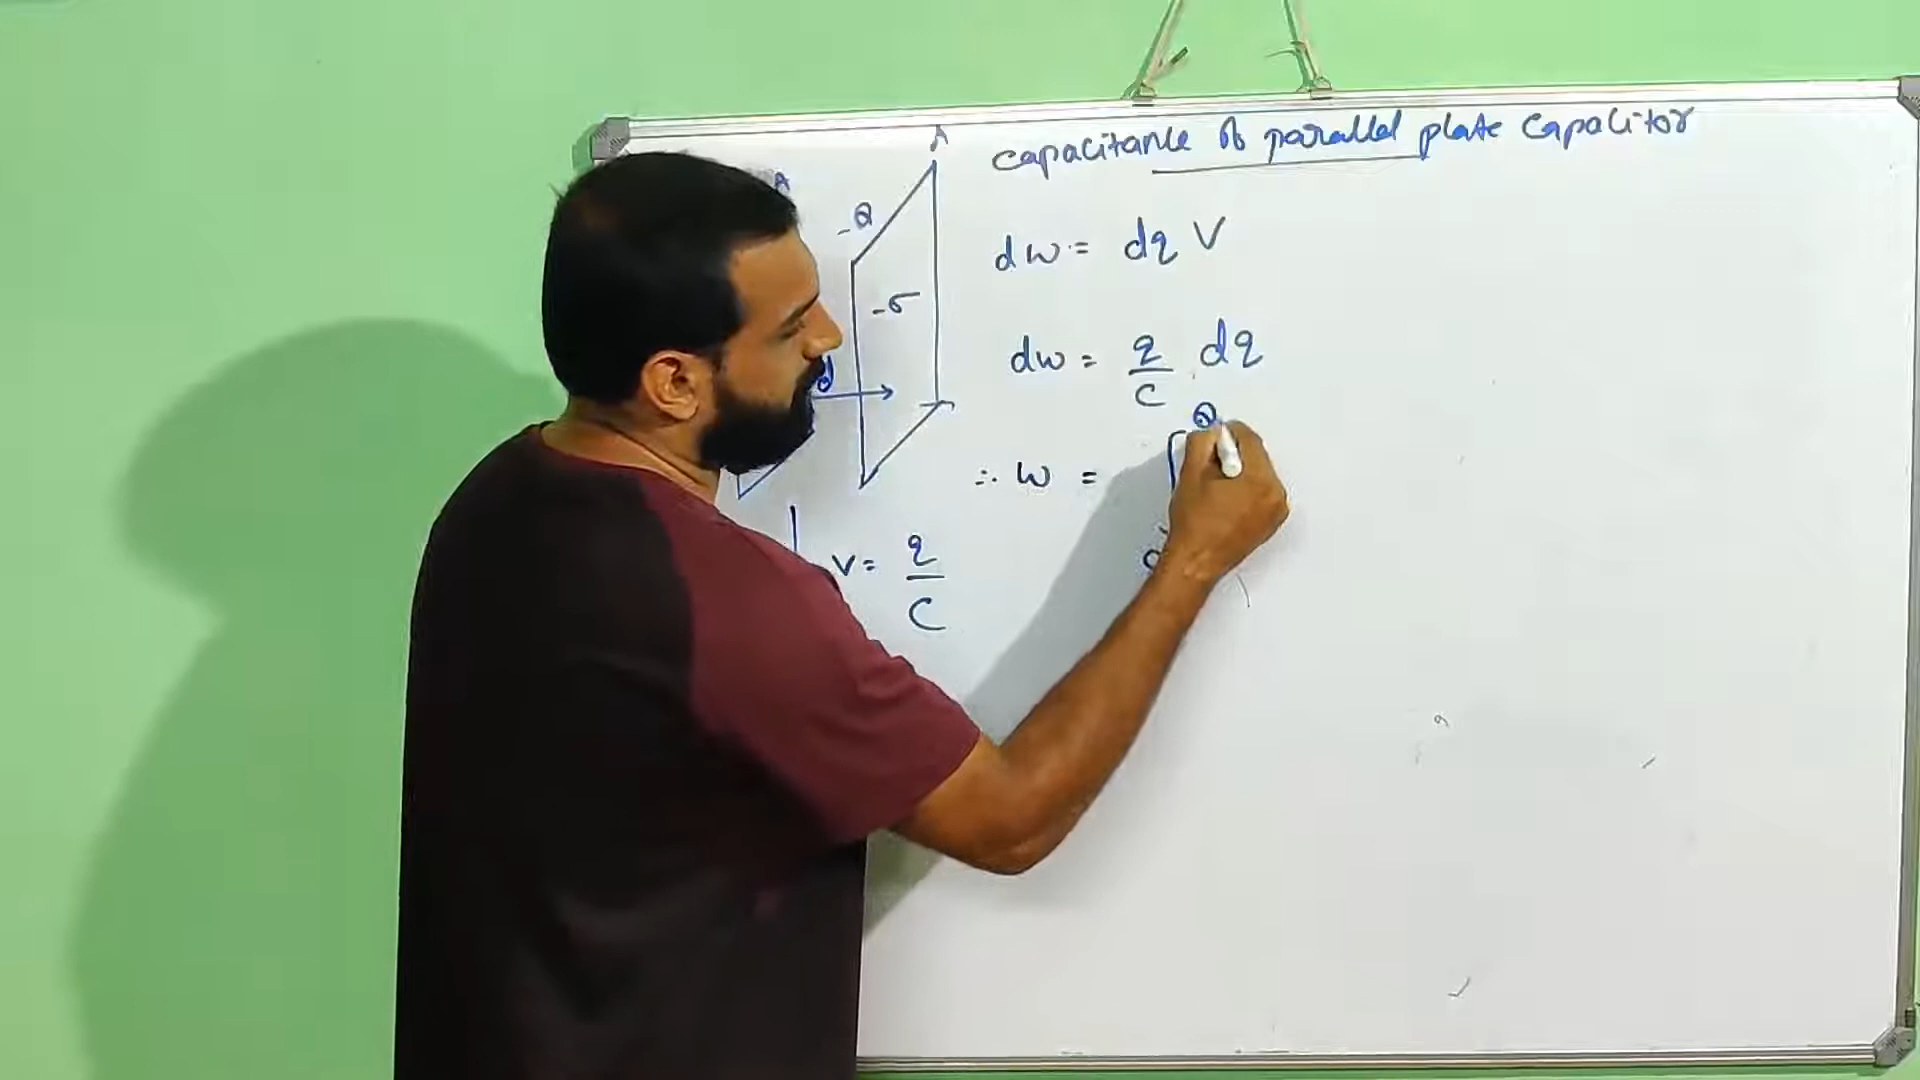 capacitance of parallel plate capacitor
A
A
-Q
-σ
d
dw = dq V
dw = q/c dq
∴ w = ∫ Q
v = q/C